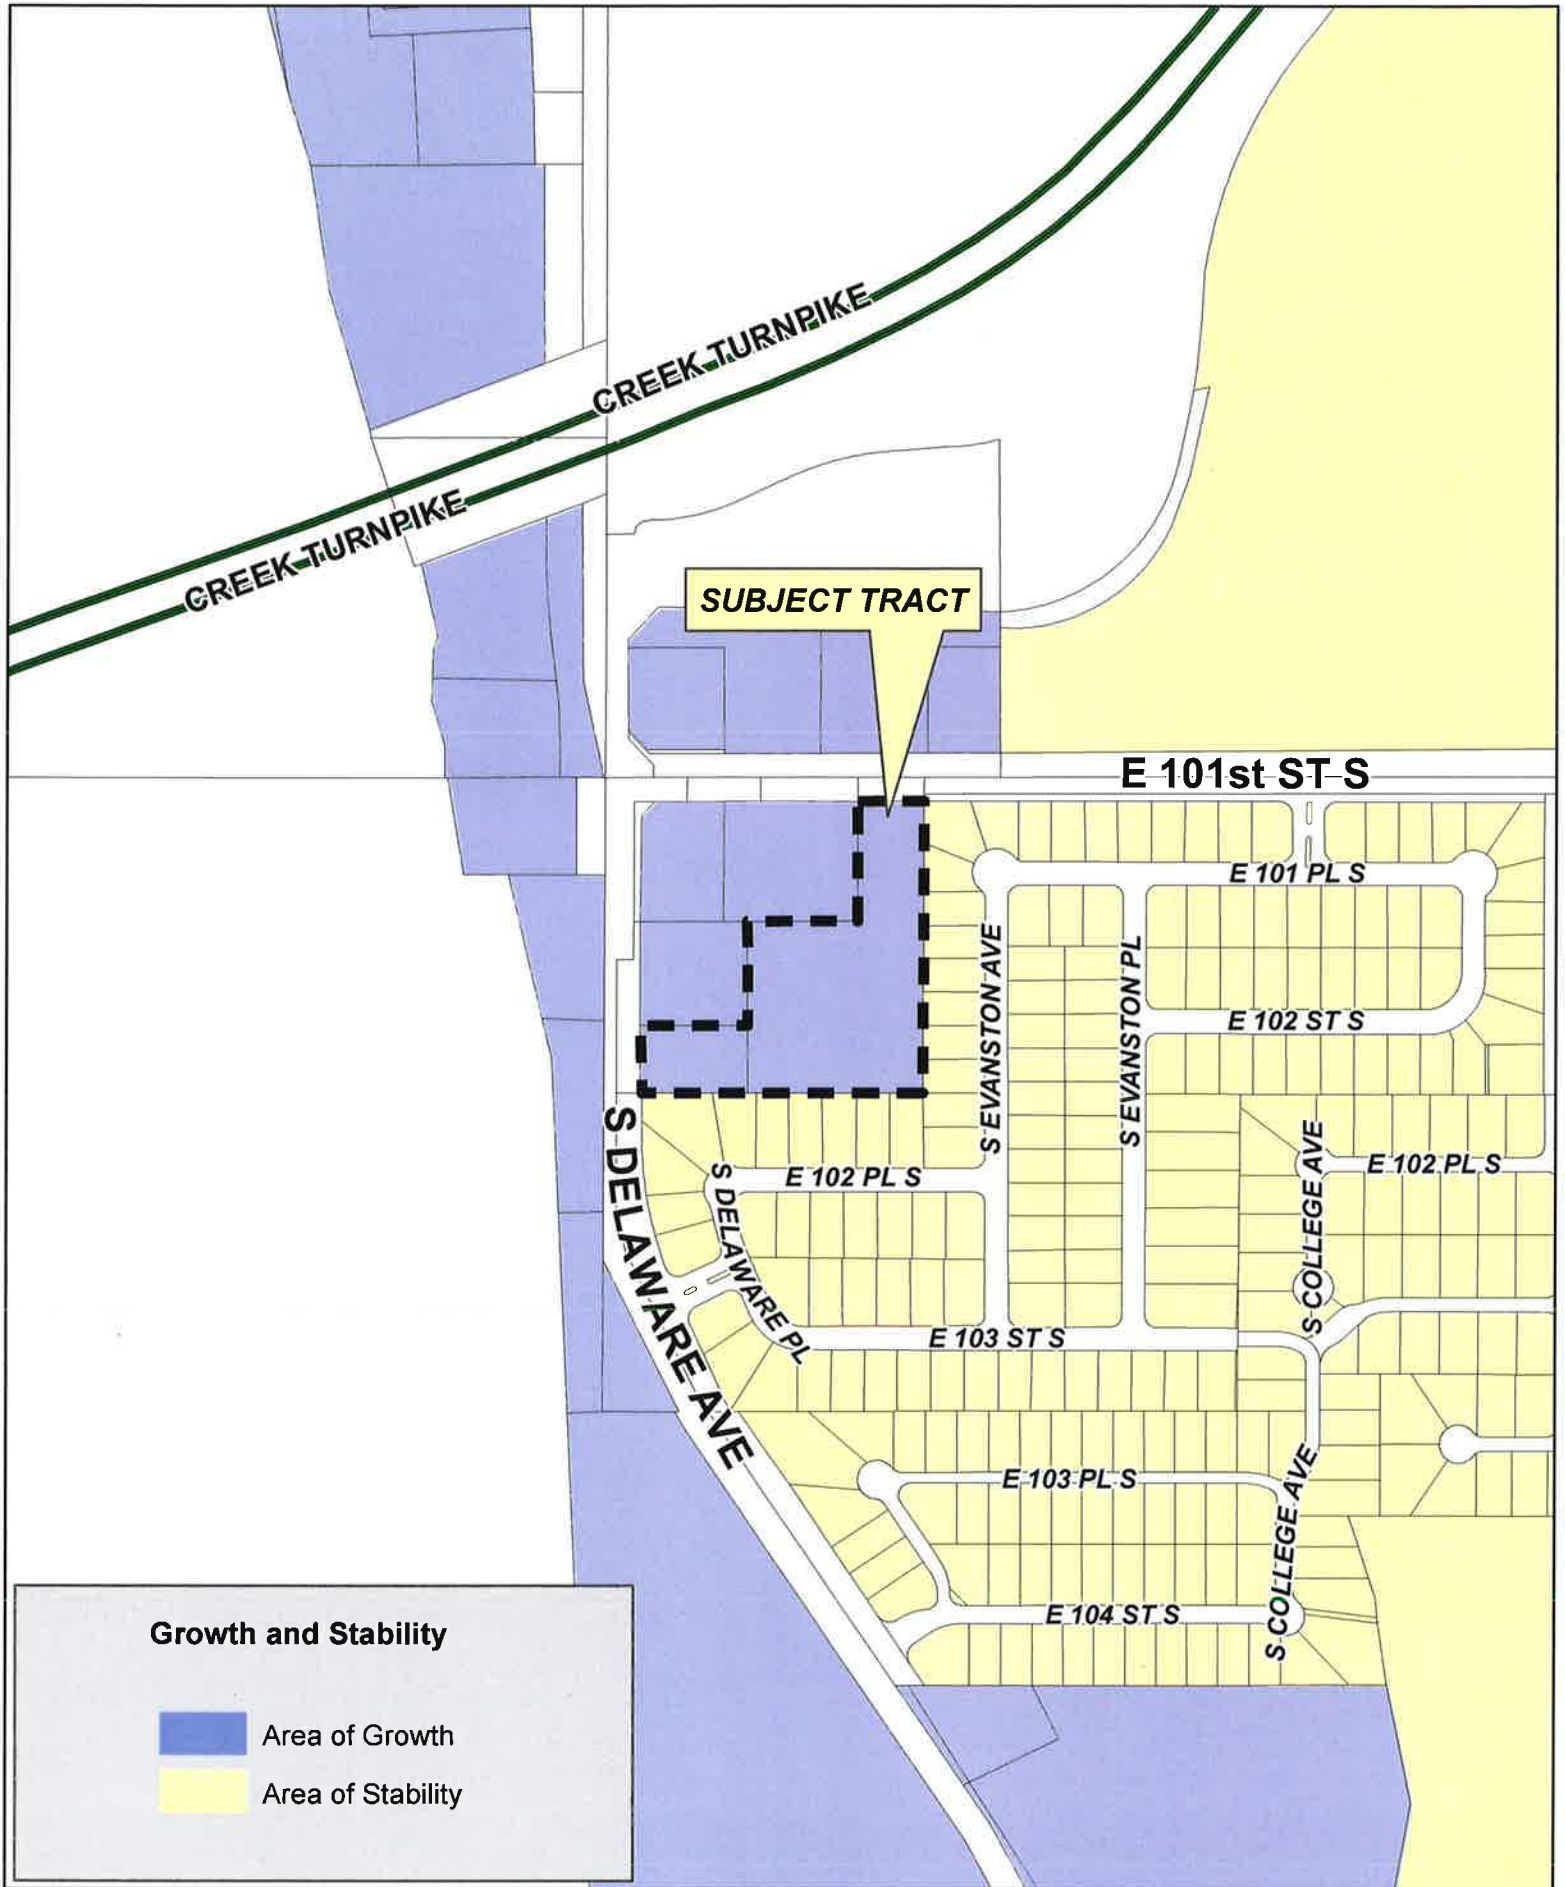 CREEK TURNPIKE
CREEK TURNPIKE
SUBJECT TRACT
E 101st ST S
E 101 PL S
S EVANSTON AVE
S EVANSTON PL
E 102 ST S
S DELAWARE AVE
S DELAWARE PL
E 102 PL S
S COLLEGE AVE
E 102 PL S
E 103 ST S
E 103 PL S
S COLLEGE AVE
E 104 ST S
Growth and Stability
Area of Growth
Area of Stability